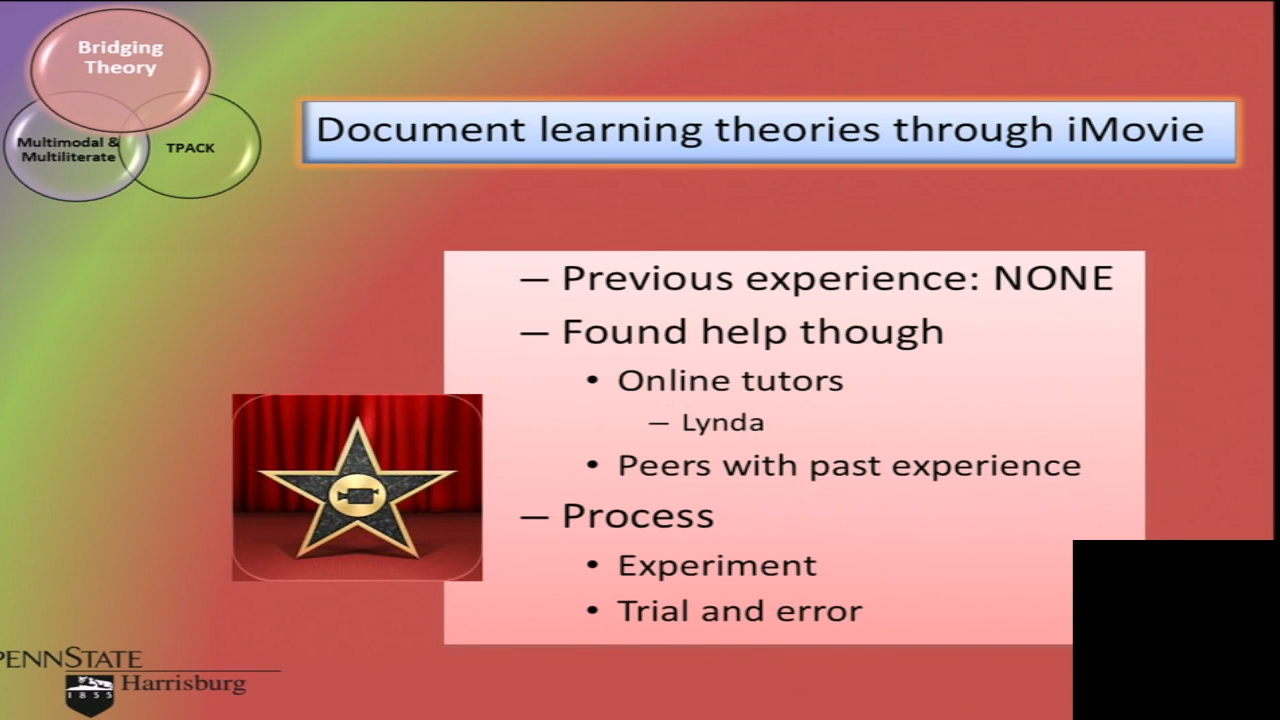 Bridging
Theory
Multimodal &
Multiliterate
TPACK
Document learning theories through iMovie
– Previous experience: NONE
– Found help though
• Online tutors
– Lynda
• Peers with past experience
– Process
• Experiment
• Trial and error
PENNSTATE
1855
Harrisburg